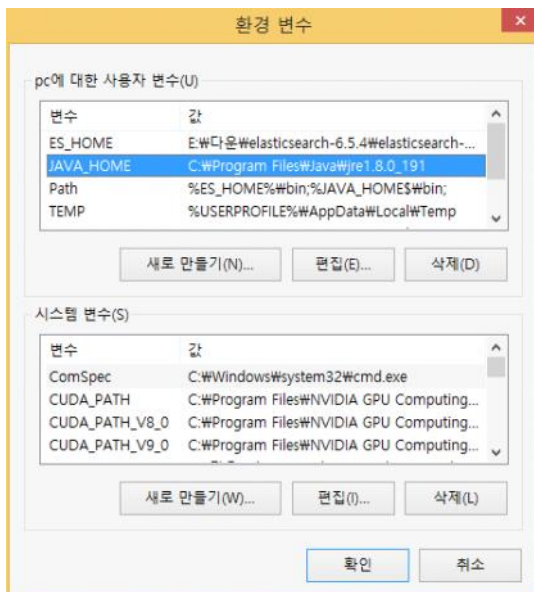 환경 변수
pc에 대한 사용자 변수(U)
변수 값
ES_HOME E:₩다운₩elasticsearch-6.5.4₩elasticsearch-...
JAVA_HOME C:₩Program Files₩Java₩jre1.8.0_191
Path %ES_HOME%₩bin;%JAVA_HOME$₩bin;
TEMP %USERPROFILE%₩AppData₩Local₩Temp
새로 만들기(N)... 편집(E)... 삭제(D)
시스템 변수(S)
변수 값
ComSpec C:₩Windows₩system32₩cmd.exe
CUDA_PATH C:₩Program Files₩NVIDIA GPU Computing...
CUDA_PATH_V8_0 C:₩Program Files₩NVIDIA GPU Computing...
CUDA_PATH_V9_0 C:₩Program Files₩NVIDIA GPU Computing...
새로 만들기(W)... 편집(I)... 삭제(L)
확인 취소